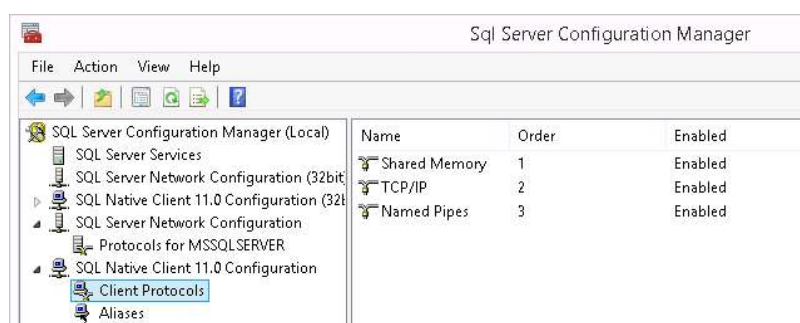 Sql Server Configuration Manager
File Action View Help
SQL Server Configuration Manager (Local)
SQL Server Services
SQL Server Network Configuration (32bit
SQL Native Client 11.0 Configuration (32b
SQL Server Network Configuration
Protocols for MSSQLSERVER
SQL Native Client 11.0 Configuration
Client Protocols
Aliases
Name Order Enabled
Shared Memory 1 Enabled
TCP/IP 2 Enabled
Named Pipes 3 Enabled